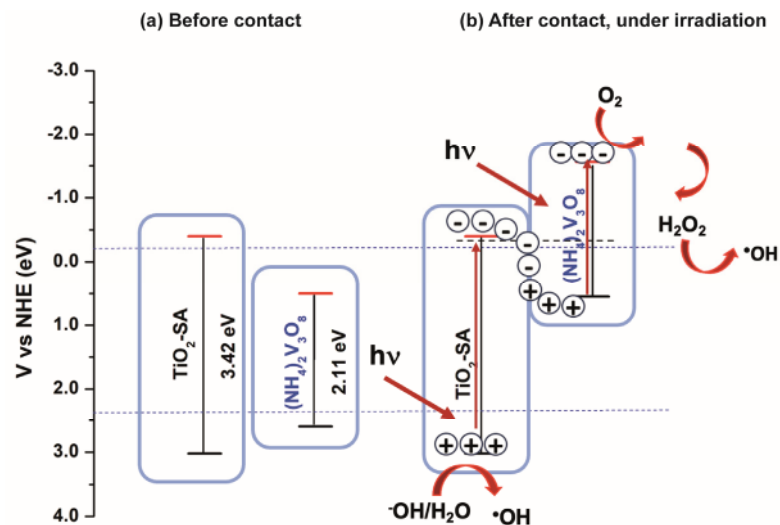 (a) Before contact
(b) After contact, under irradiation
V vs NHE (eV)
-3.0
-2.0
-1.0
0.0
1.0
2.0
3.0
4.0
TiO₂-SA
3.42 eV
(NH₄)₂V₃O₈
2.11 eV
hν
TiO₂-SA
hν
(NH₄)₂V₃O₈
O₂
H₂O₂
•OH
⁻OH/H₂O
•OH
- - -
- - - - -
+ + +
+ + +